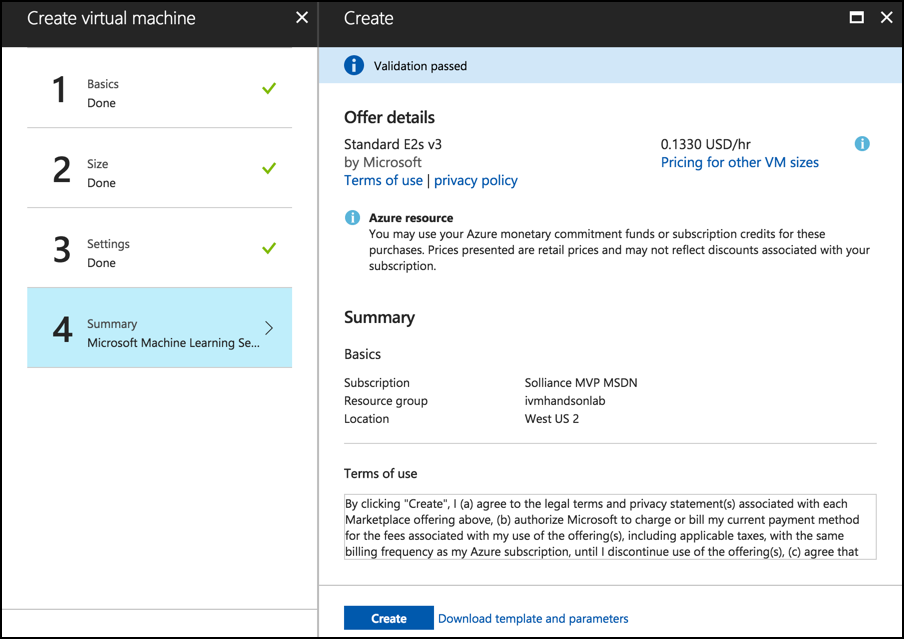 Create virtual machine
1
Basics
Done
2
Size
Done
3
Settings
Done
4
Summary
Microsoft Machine Learning Se...
Create
Validation passed
Offer details
Standard E2s v3
0.1330 USD/hr
by Microsoft
Pricing for other VM sizes
Terms of use | privacy policy
Azure resource
You may use your Azure monetary commitment funds or subscription credits for these
purchases. Prices presented are retail prices and may not reflect discounts associated with your
subscription.
Summary
Basics
Subscription Solliance MVP MSDN
Resource group ivmhandsonlab
Location West US 2
Terms of use
By clicking "Create", I (a) agree to the legal terms and privacy statement(s) associated with each
Marketplace offering above, (b) authorize Microsoft to charge or bill my current payment method
for the fees associated with my use of the offering(s), including applicable taxes, with the same
billing frequency as my Azure subscription, until I discontinue use of the offering(s), (c) agree that
Create Download template and parameters